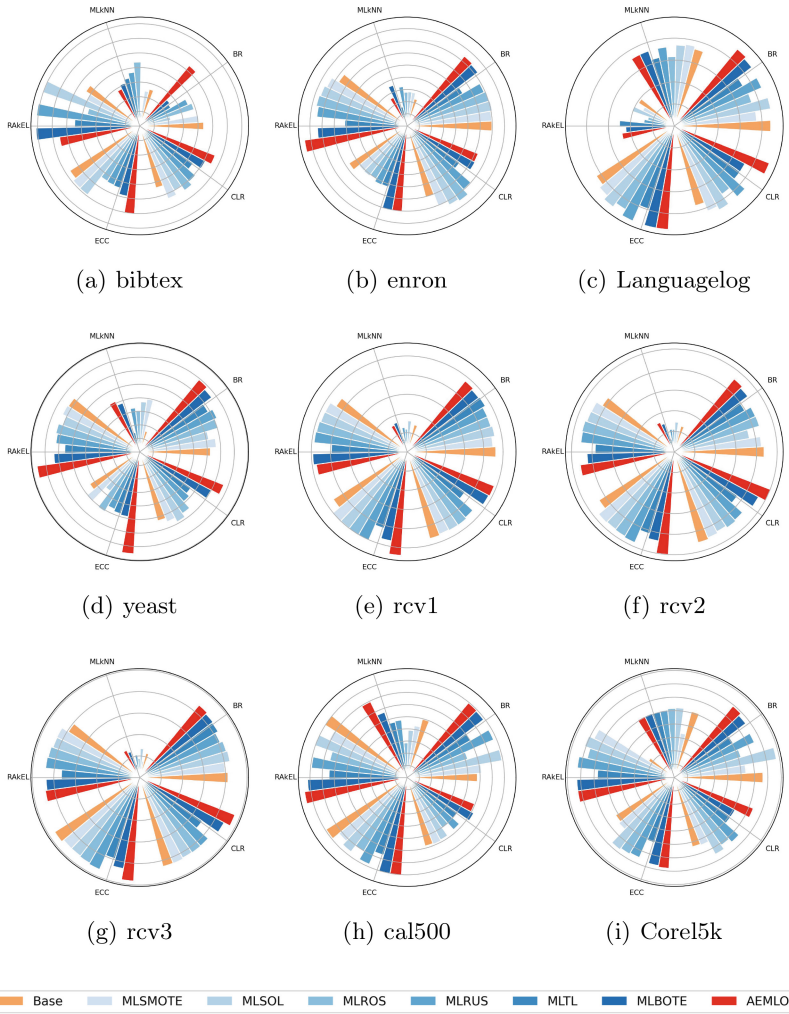 MLkNN MLkNN MLkNN
BR BR BR
RAkEL RAkEL RAkEL
CLR CLR CLR
ECC ECC ECC
(a) bibtex (b) enron (c) Languagelog
MLkNN MLkNN MLkNN
BR BR BR
RAkEL RAkEL RAkEL
CLR CLR CLR
ECC ECC ECC
(d) yeast (e) rcv1 (f) rcv2
MLkNN MLkNN MLkNN
BR BR BR
RAkEL RAkEL RAkEL
CLR CLR CLR
ECC ECC ECC
(g) rcv3 (h) cal500 (i) Corel5k
Base MLSMOTE MLSOL MLROS MLRUS MLTL MLBOTE AEMLO